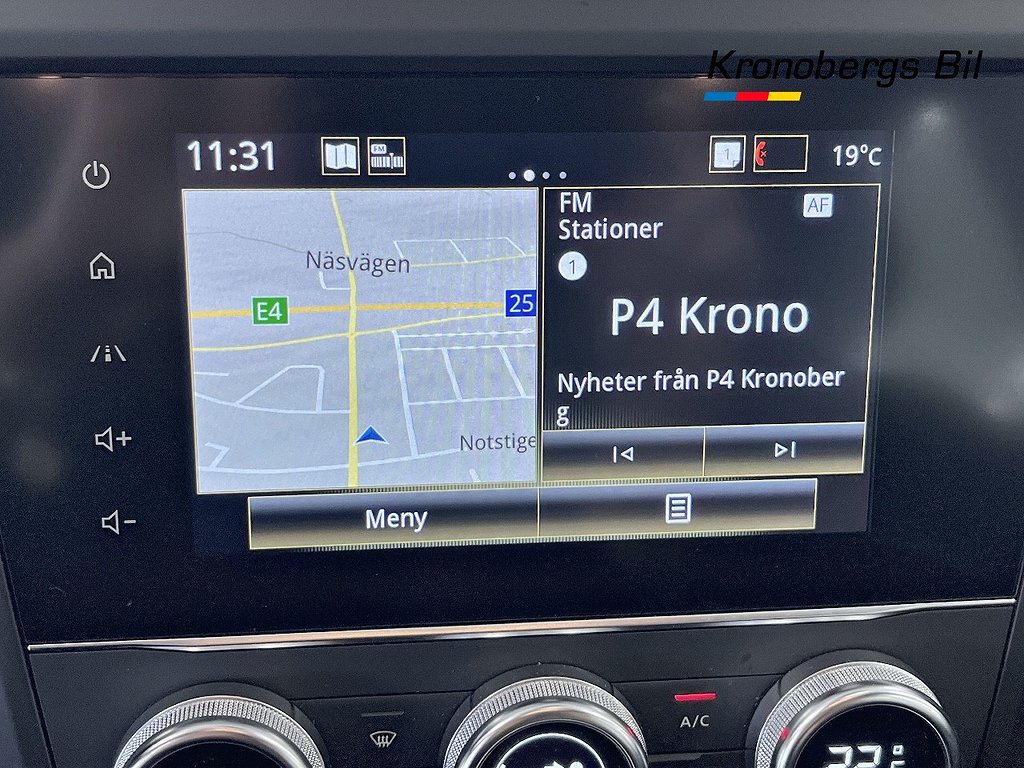 Kronobergs Bil
11:31
FM
1
19°C
Näsvägen
E4
25
Notstige
FM
AF
Stationer
1
P4 Krono
Nyheter från P4 Kronober
g
Meny
A/C